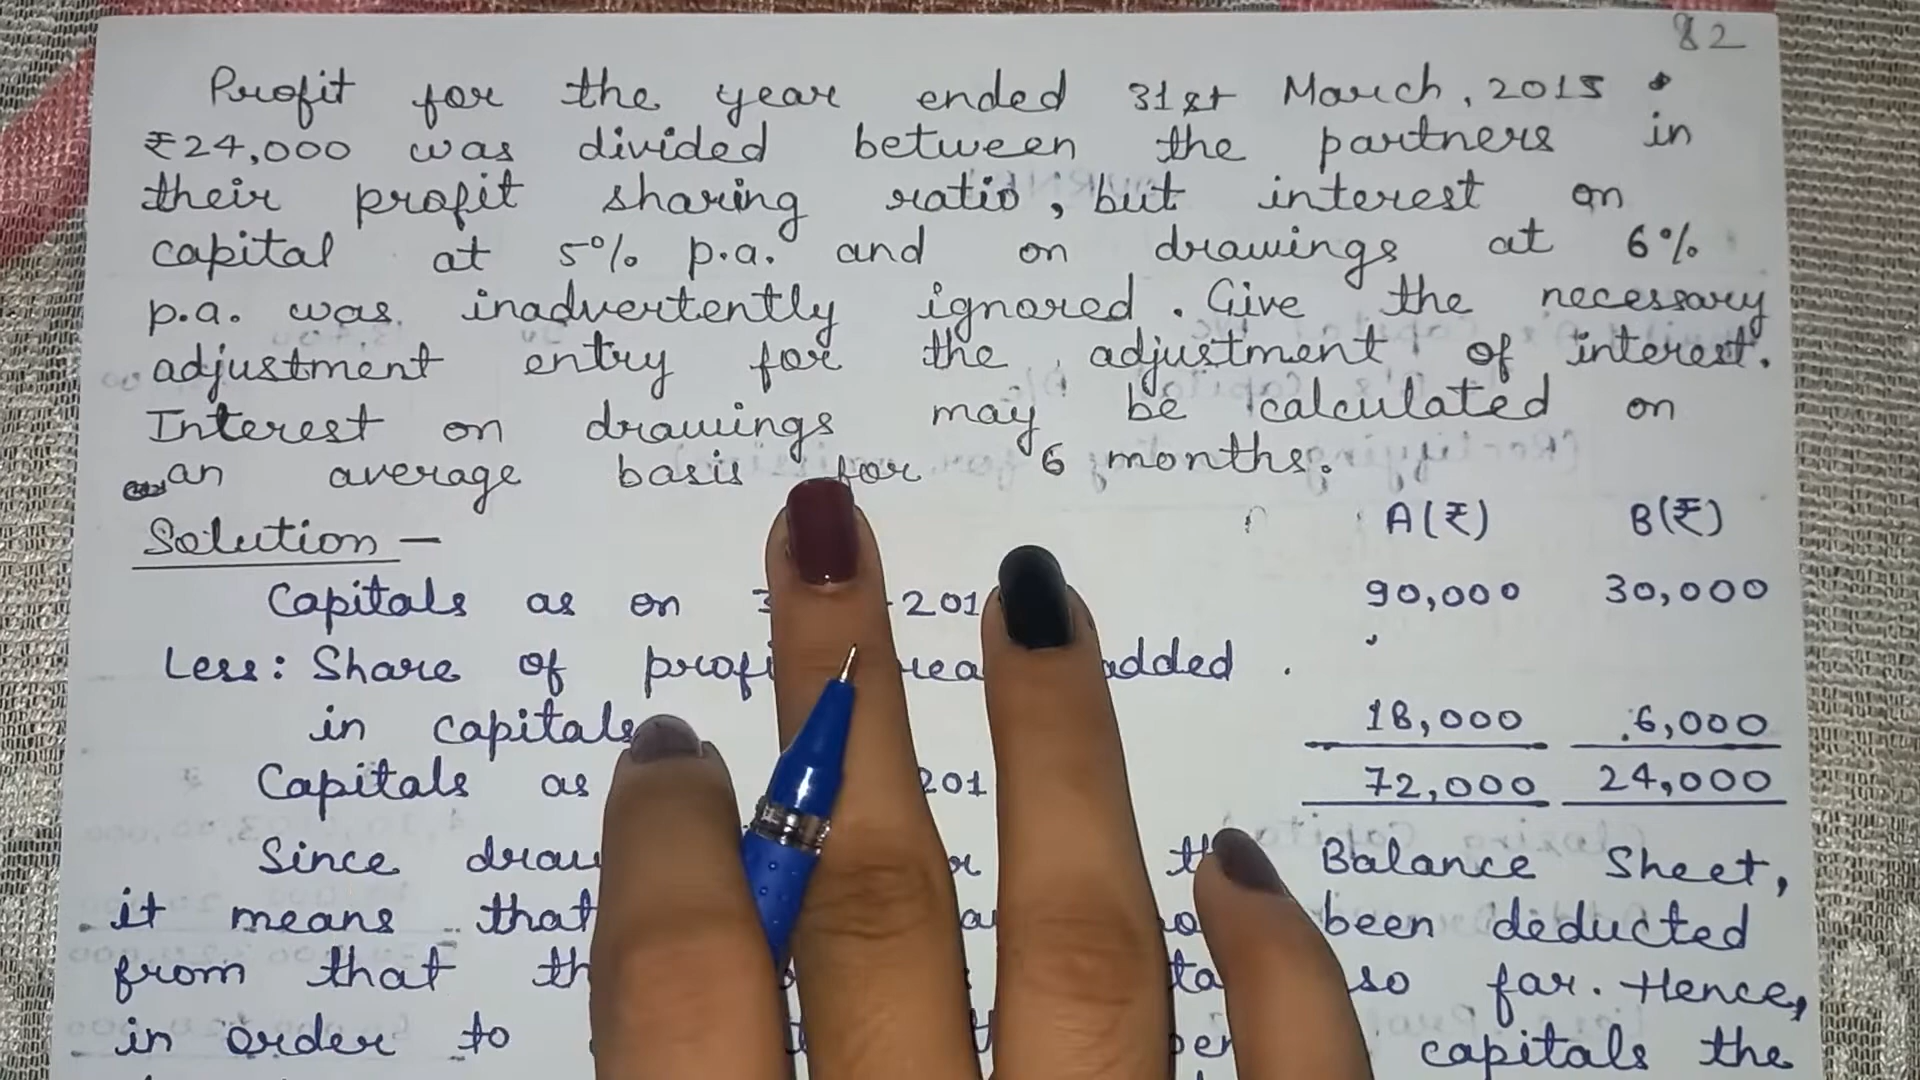 82
Profit for the year ended 31st March, 2015
₹24,000 was divided between the partners in
their profit sharing ratio, but interest on
capital at 5% p.a. and on drawings at 6%
p.a. was inadvertently ignored. Give the necessary
adjustment entry for the adjustment of interest.
Interest on drawings may be calculated on
an average basis for 6 months.
Solution - A(₹) B(₹)
Capitals as on 90,000 30,000
Less: Share of added
in capitals 18,000 6,000
Capitals as 72,000 24,000
Since Balance Sheet,
it means that been deducted
from that so far. Hence,
in order to capitals the